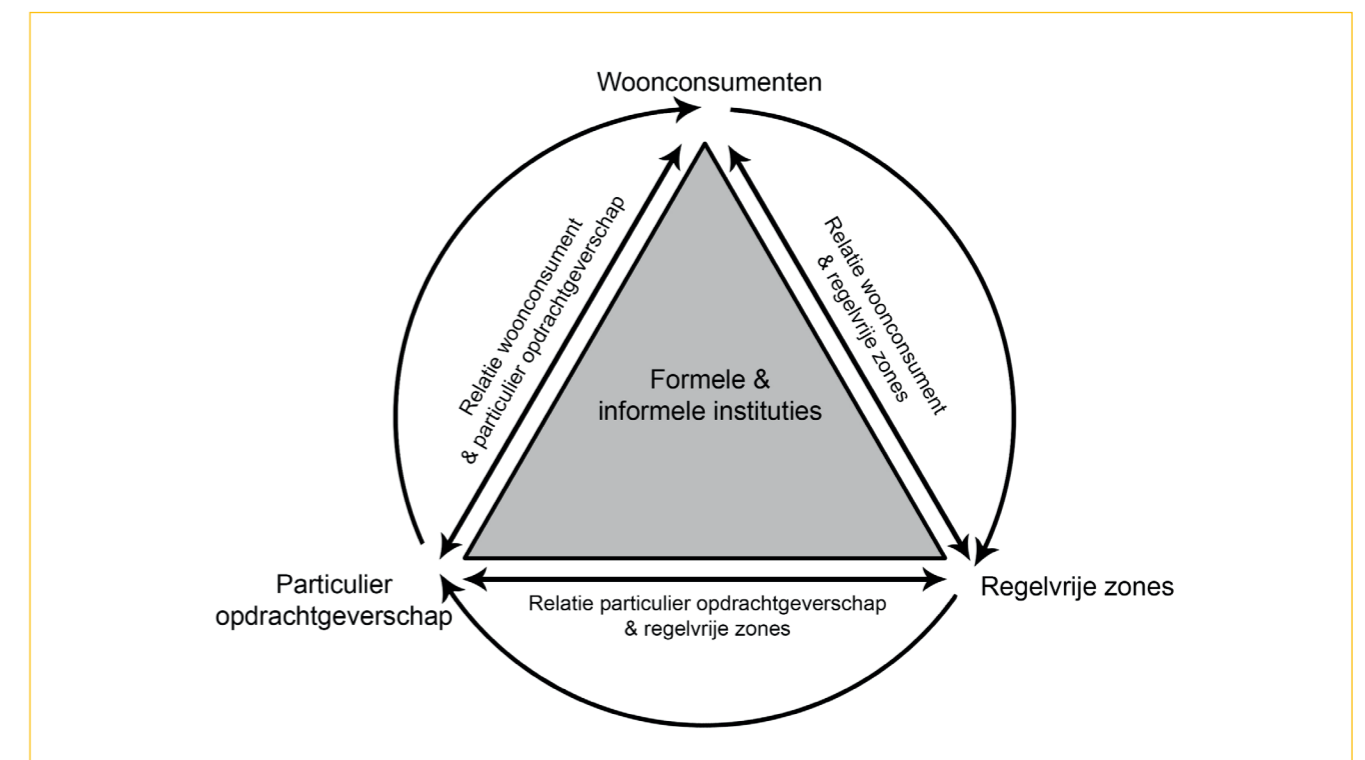 Woonconsumenten
Relatie woonconsument
& particulier opdrachtgeverschap
Relatie woonconsument
& regelvrije zones
Formele &
informele instituties
Particulier
opdrachtgeverschap
Regelvrije zones
Relatie particulier opdrachtgeverschap
& regelvrije zones